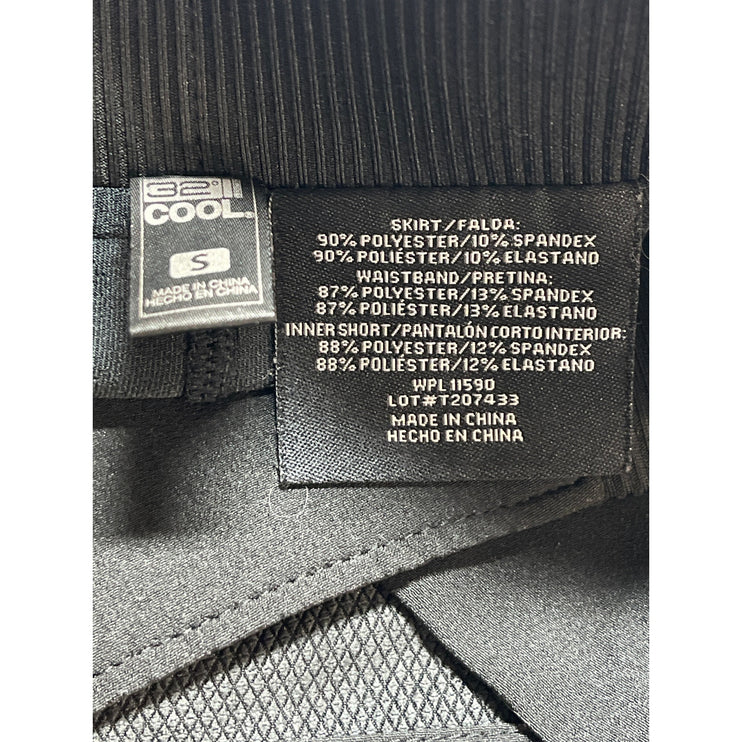 32°
COOL.
S
MADE IN CHINA
HECHO EN CHINA
SKIRT/FALDA:
90% POLYESTER/10% SPANDEX
90% POLIÉSTER/10% ELASTANO
WAISTBAND/PRETINA:
87% POLYESTER/13% SPANDEX
87% POLIÉSTER/13% ELASTANO
INNER SHORT/PANTALÓN CORTO INTERIOR:
88% POLYESTER/12% SPANDEX
88% POLIÉSTER/12% ELASTANO
WPL 11590
LOT#T207433
MADE IN CHINA
HECHO EN CHINA